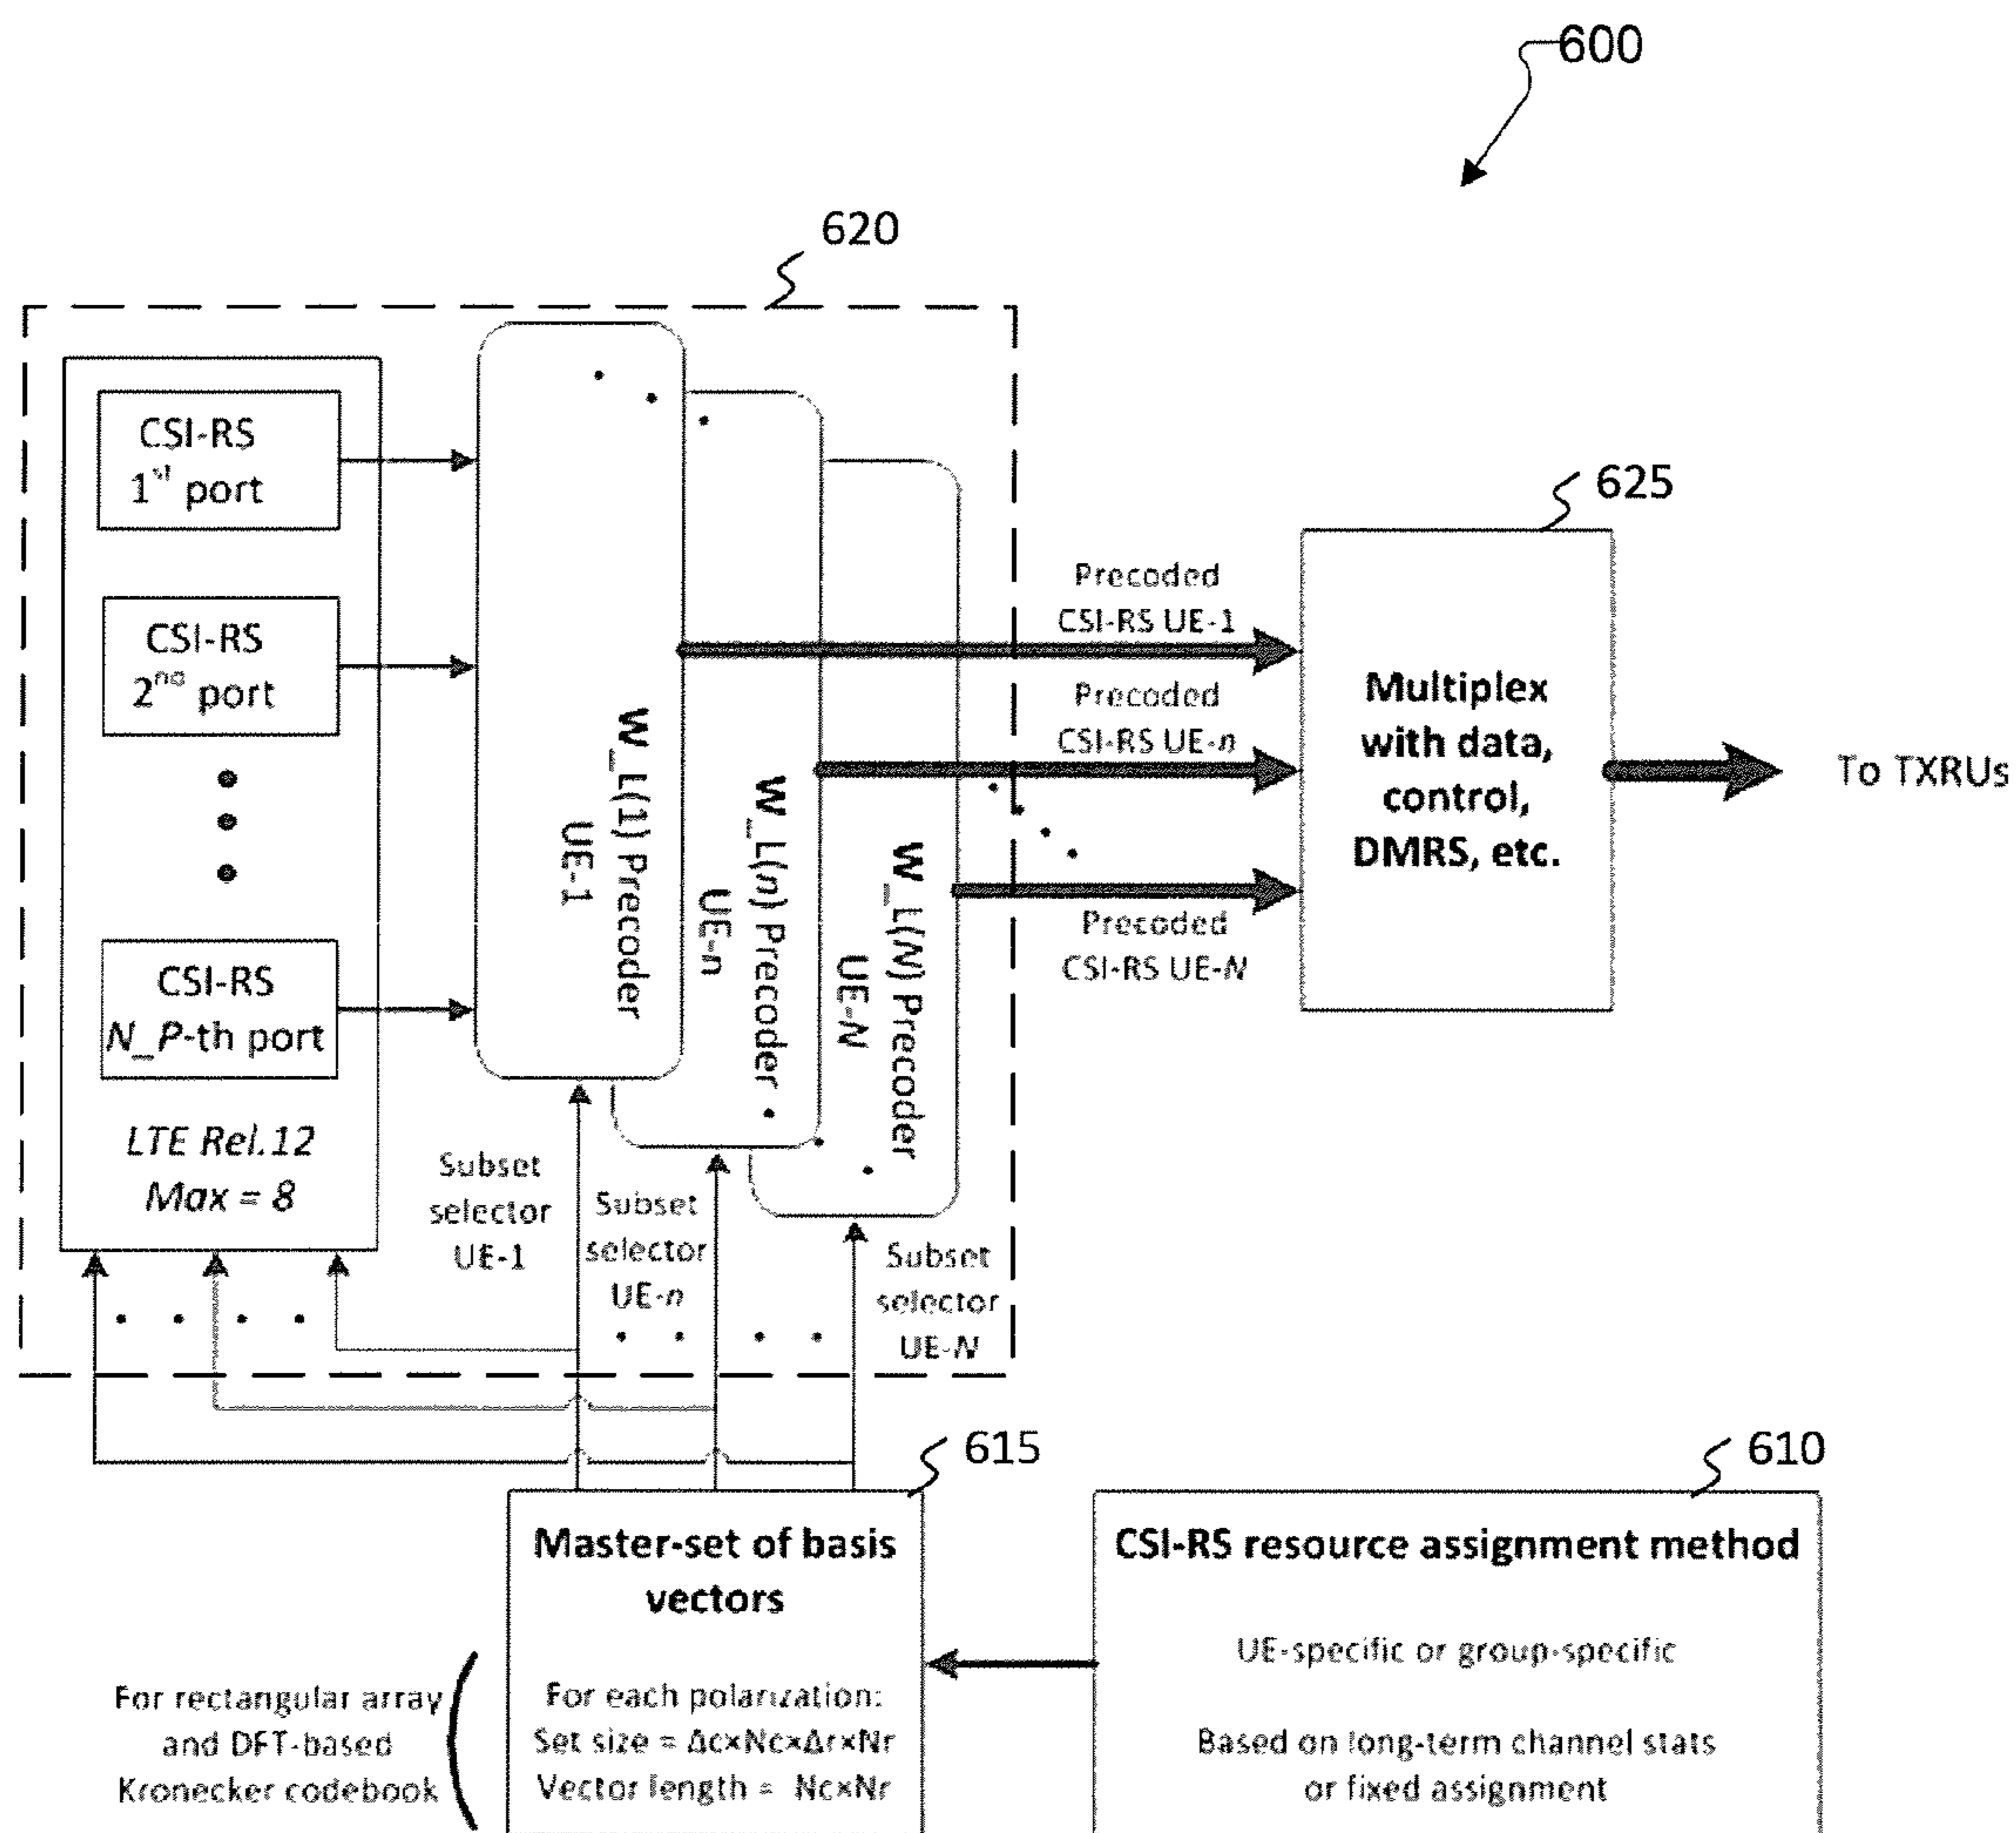 600
620
CSI-RS
1st port
CSI-RS
2nd port
CSI-RS
N_P-th port
LTE Rel.12
Max = 8
W_L(1) Precoder
UE-1
W_L(n) Precoder
UE-n
W_L(N) Precoder
UE-N
Precoded
CSI-RS UE-1
Precoded
CSI-RS UE-n
Precoded
CSI-RS UE-N
625
Multiplex
with data,
control,
DMRS, etc.
To TXRUs
Subset
selector
UE-1
Subset
selector
UE-n
Subset
selector
UE-N
615
Master-set of basis
vectors
For each polarization:
Set size = Δc×Nc×Δr×Nr
Vector length = Nc×Nr
For rectangular array
and DFT-based
Kronecker codebook
610
CSI-RS resource assignment method
UE-specific or group-specific
Based on long-term channel stats
or fixed assignment